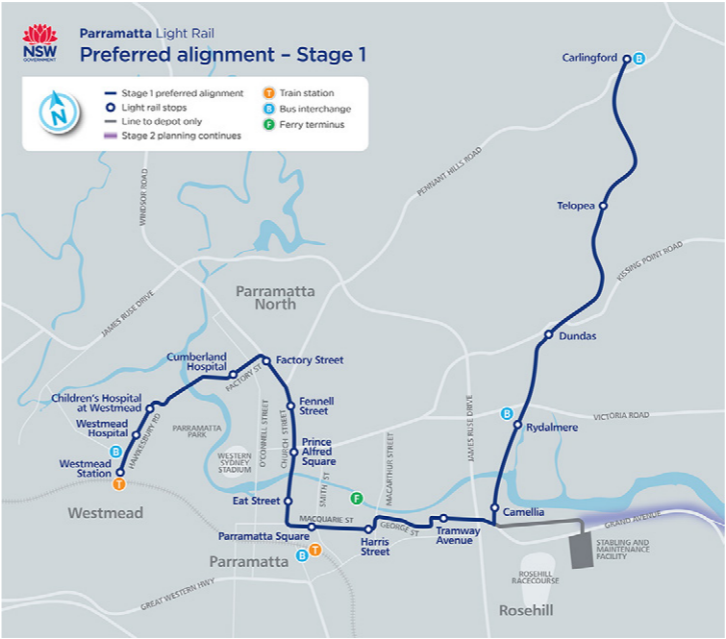 NSW
GOVERNMENT
Parramatta Light Rail
Preferred alignment – Stage 1
N
Stage 1 preferred alignment
Light rail stops
Line to depot only
Stage 2 planning continues
T Train station
B Bus interchange
F Ferry terminus
Carlingford
B
PENNANT HILLS ROAD
WINDSOR ROAD
Telopea
KISSING POINT ROAD
Parramatta
North
JAMES RUSE DRIVE
Dundas
Cumberland
Hospital
Factory Street
FACTORY ST
Children's Hospital
at Westmead
Fennell
Street
Westmead
Hospital
HAWKESBURY RD
PARRAMATTA
PARK
O'CONNELL STREET
CHURCH STREET
B
Rydalmere
VICTORIA ROAD
JAMES RUSE DRIVE
Prince
Alfred
Square
MACARTHUR STREET
B
Westmead
Station
T
WESTERN
SYDNEY
STADIUM
SMITH ST
F
Westmead
Eat Street
MACQUARIE ST
GEORGE ST
Camellia
GRAND AVENUE
Parramatta Square
Harris
Street
Tramway
Avenue
STABLING AND
MAINTENANCE
FACILITY
B
T
Parramatta
ROSEHILL
RACECOURSE
GREAT WESTERN HWY
Rosehill